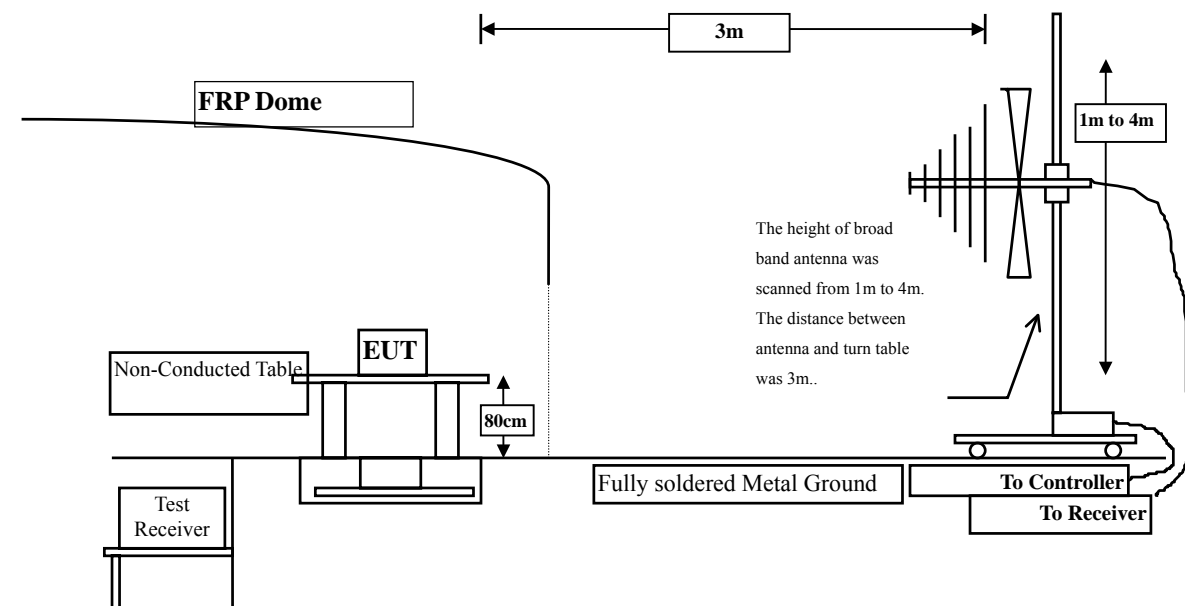 3m
FRP Dome
1m to 4m
The height of broad
band antenna was
scanned from 1m to 4m.
The distance between
antenna and turn table
was 3m..
EUT
Non-Conducted Table
80cm
Fully soldered Metal Ground
To Controller
To Receiver
Test
Receiver